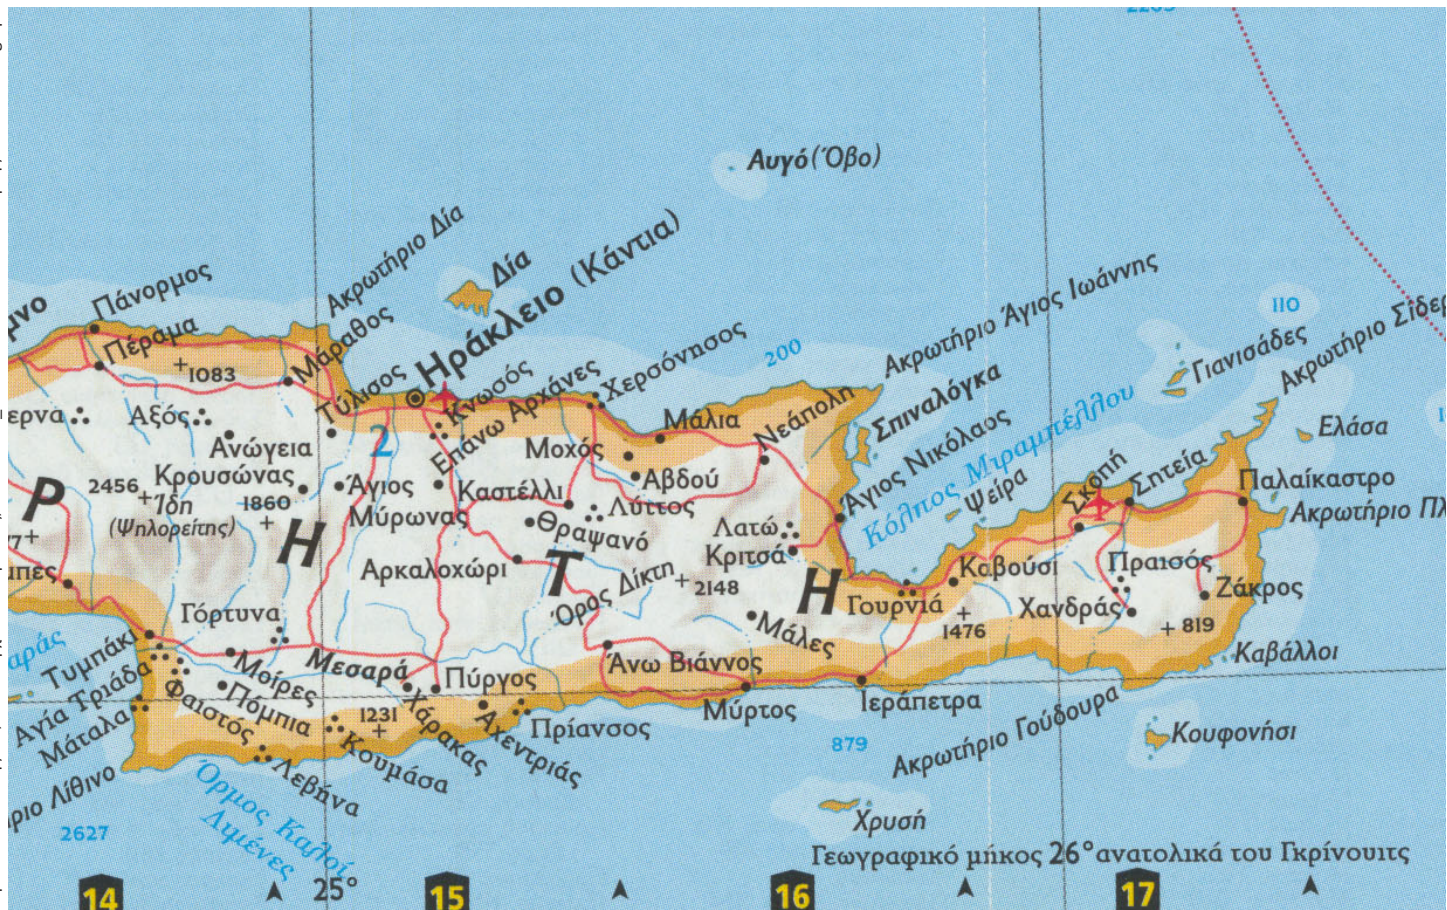 2203
Αυγό (Όβο)
Ακρωτήριο Δία
Δία
Ηράκλειο (Κάντια)
Πάνορμος
Πέραμα
1083
Μάραθος
Τύλισος
Κνωσός
Επάνω Αρχάνες
Χερσόνησος
200
Ακρωτήριο Άγιος Ιωάννης
110
Γιανισάδες
Σπιναλόγκα
Μάλια
Νεάπολη
Άγιος Νικόλαος
Κόλπος Μιραμπέλλου
Ελάσα
Αξός
Ανώγεια
2
Μοχός
Αβδού
Ψείρα
Σκοπή
Σητεία
Παλαίκαστρο
Κρουσώνας
2456
Ίδη
(Ψηλορείτης)
1860
Άγιος
Μύρωνας
Καστέλλι
Λύττος
Θραψανό
Λατώ
Κριτσά
Ρ
Η
Τ
Η
Αρκαλοχώρι
Όρος Δίκτη
2148
Καβούσι
Πραισός
Γουρνιά
Χανδράς
Ζάκρος
1476
819
Γόρτυνα
Μάλες
Τυμπάκι
Αγία Τριάδα
Μάταλα
Φαιστός
Μοίρες
Πόμπια
Μεσαρά
Πύργος
Άνω Βιάννος
Καβάλλοι
1231
Χάρακας
Αχεντριάς
Πρίανσος
Μύρτος
Ιεράπετρα
Ακρωτήριο Γούδουρα
Κουφονήσι
Κουμάσα
Λεβήνα
879
Όρμος Καλοί
Λιμένες
2627
Χρυσή
Γεωγραφικό μήκος 26° ανατολικά του Γκρίνουιτς
14
25°
15
16
17